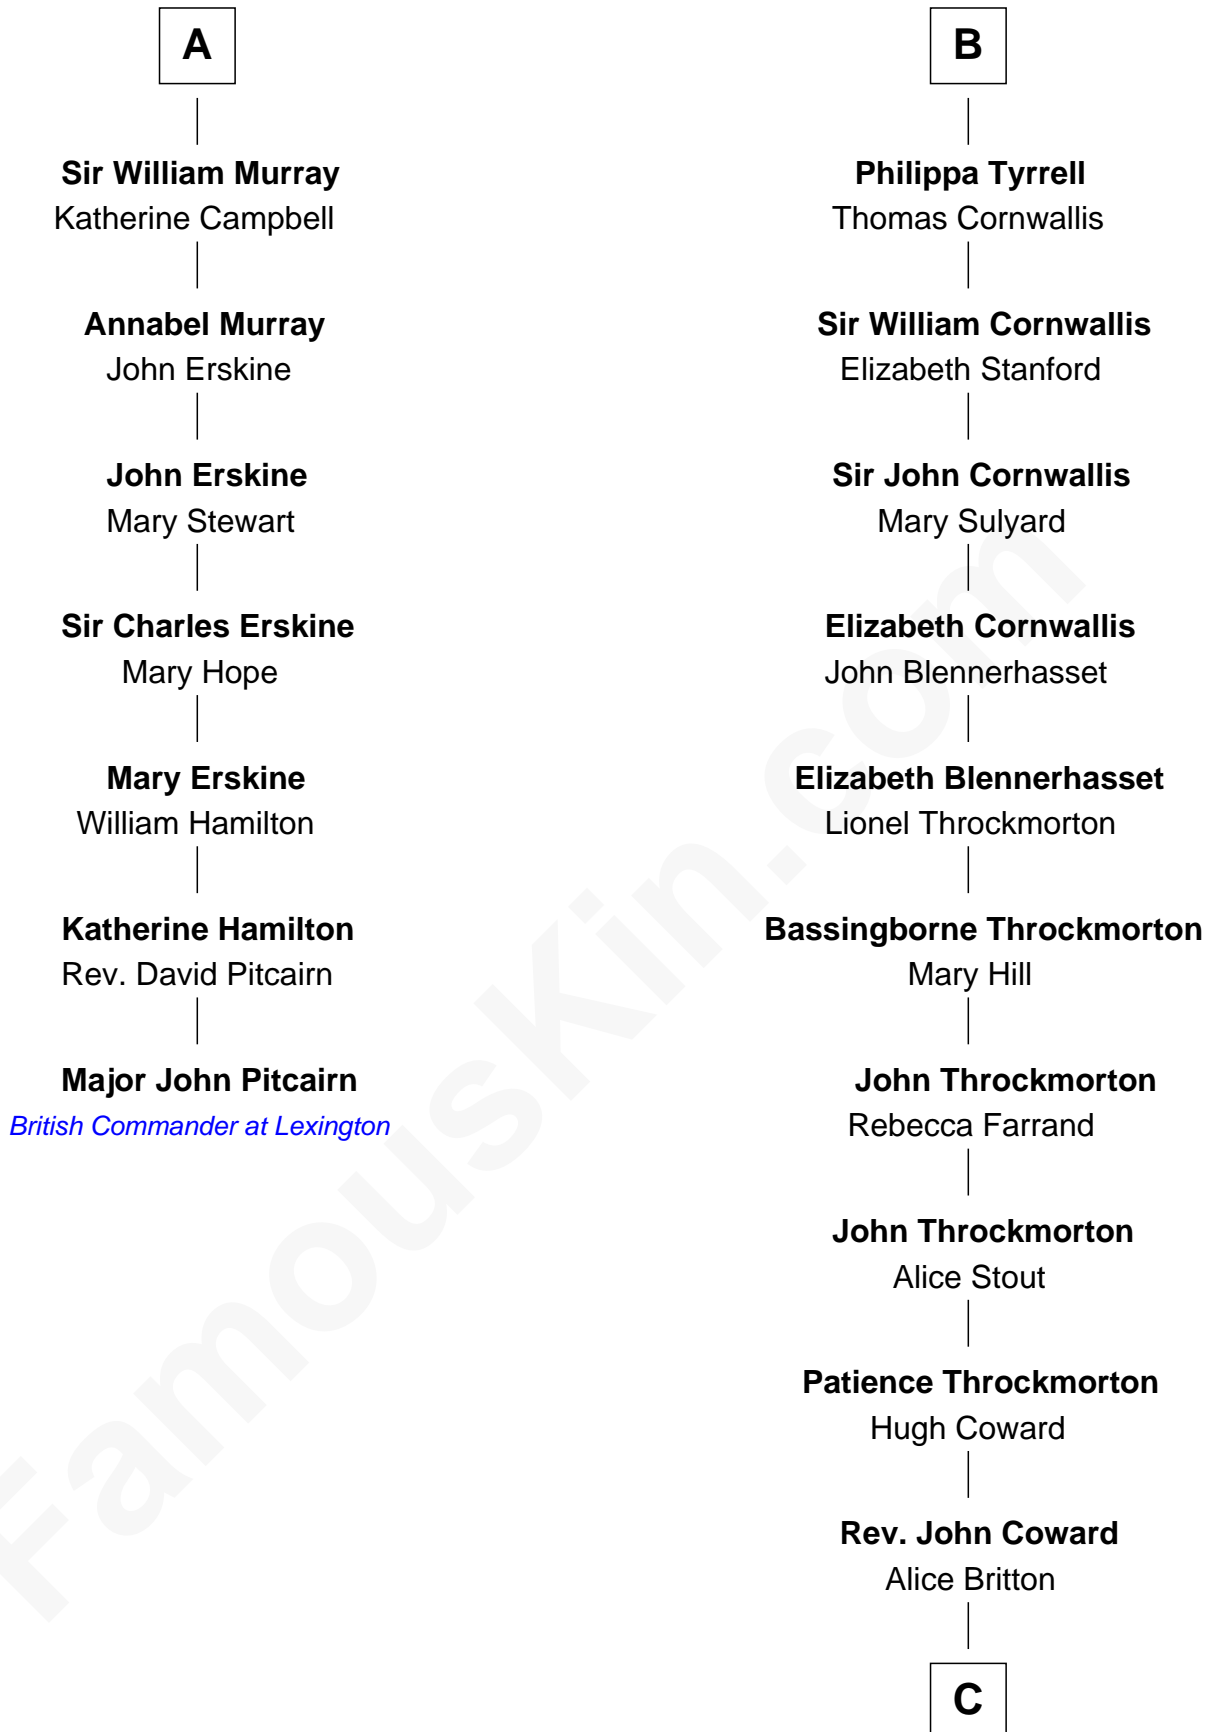 A
Sir William Murray
Katherine Campbell
Annabel Murray
John Erskine
John Erskine
Mary Stewart
Sir Charles Erskine
Mary Hope
Mary Erskine
William Hamilton
Katherine Hamilton
Rev. David Pitcairn
Major John Pitcairn
British Commander at Lexington
B
Philippa Tyrrell
Thomas Cornwallis
Sir William Cornwallis
Elizabeth Stanford
Sir John Cornwallis
Mary Sulyard
Elizabeth Cornwallis
John Blennerhasset
Elizabeth Blennerhasset
Lionel Throckmorton
Bassingborne Throckmorton
Mary Hill
John Throckmorton
Rebecca Farrand
John Throckmorton
Alice Stout
Patience Throckmorton
Hugh Coward
Rev. John Coward
Alice Britton
C
FamousKin.com